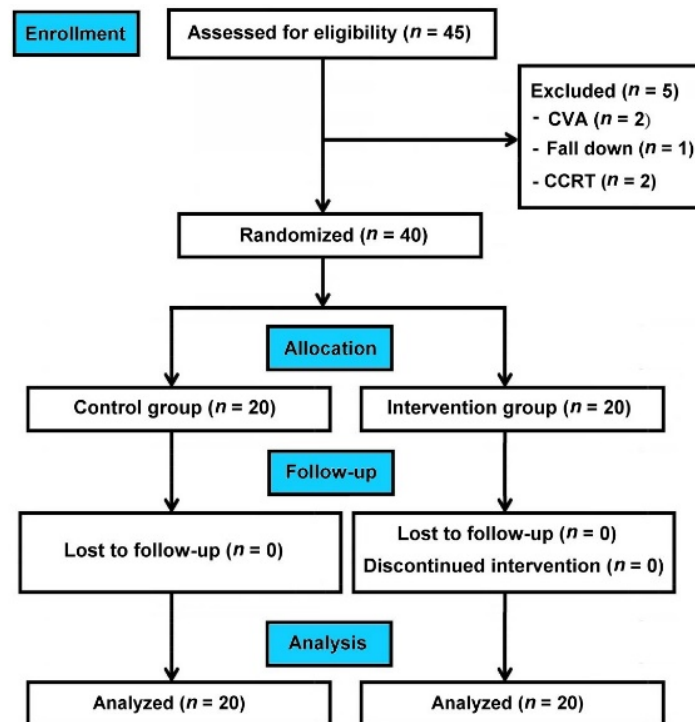 Enrollment
Assessed for eligibility (n = 45)
Excluded (n = 5)
- CVA (n = 2)
- Fall down (n = 1)
- CCRT (n = 2)
Randomized (n = 40)
Allocation
Control group (n = 20)
Intervention group (n = 20)
Follow-up
Lost to follow-up (n = 0)
Lost to follow-up (n = 0)
Discontinued intervention (n = 0)
Analysis
Analyzed (n = 20)
Analyzed (n = 20)